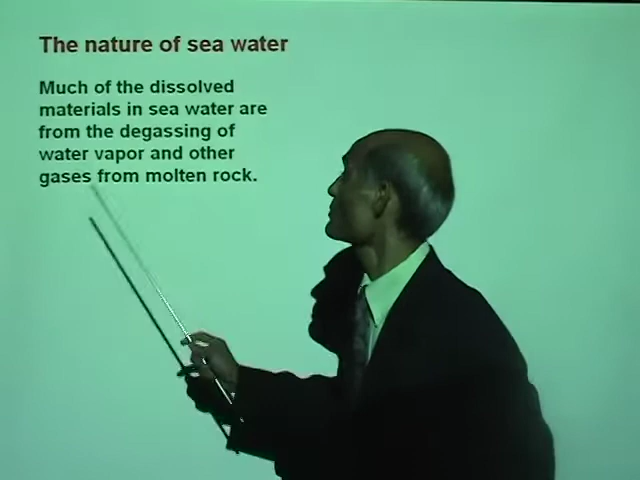 The nature of sea water
Much of the dissolved
materials in sea water are
from the degassing of
water vapor and other
gases from molten rock.